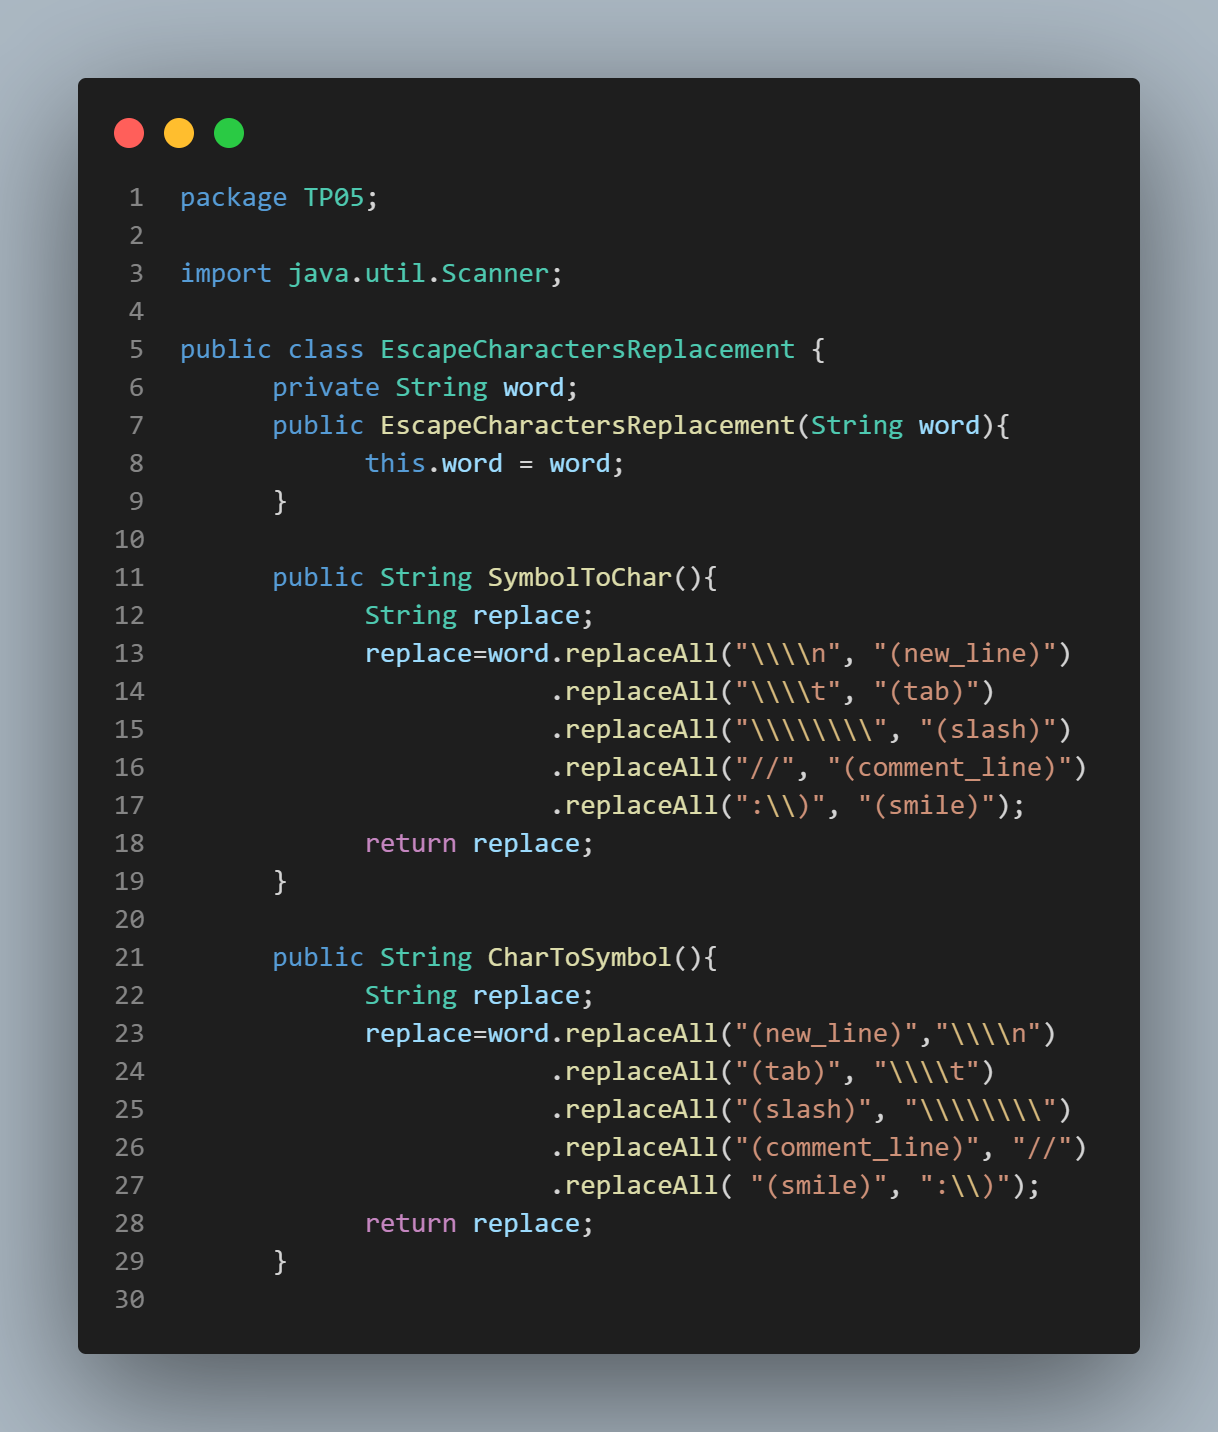 1 package TP05;
2
3 import java.util.Scanner;
4
5 public class EscapeCharactersReplacement {
6 private String word;
7 public EscapeCharactersReplacement(String word){
8 this.word = word;
9 }
10
11 public String SymbolToChar(){
12 String replace;
13 replace=word.replaceAll("\\\\n", "(new_line)")
14 .replaceAll("\\\\t", "(tab)")
15 .replaceAll("\\\\\\\\", "(slash)")
16 .replaceAll("//", "(comment_line)")
17 .replaceAll(":\\)", "(smile)");
18 return replace;
19 }
20
21 public String CharToSymbol(){
22 String replace;
23 replace=word.replaceAll("(new_line)","\\\\n")
24 .replaceAll("(tab)", "\\\\t")
25 .replaceAll("(slash)", "\\\\\\\\")
26 .replaceAll("(comment_line)", "//")
27 .replaceAll( "(smile)", ":\\)");
28 return replace;
29 }
30